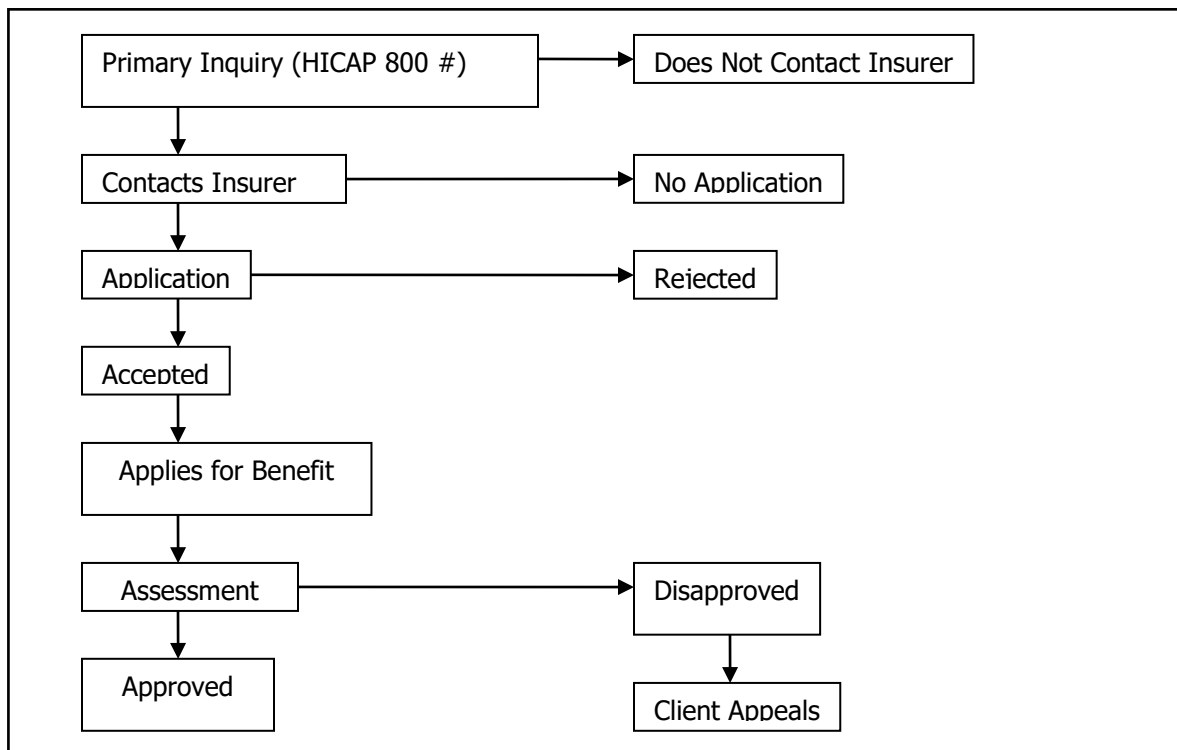 Primary Inquiry (HICAP 800 #)
Does Not Contact Insurer
Contacts Insurer
No Application
Application
Rejected
Accepted
Applies for Benefit
Assessment
Disapproved
Approved
Client Appeals